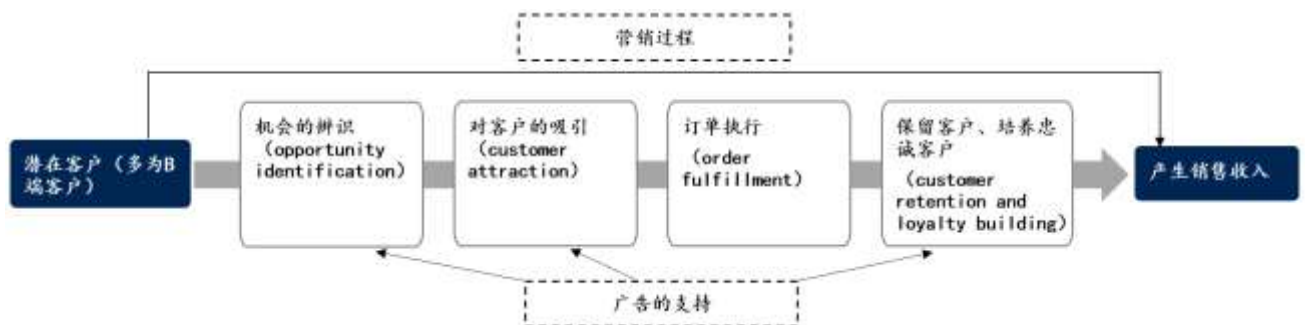 营销过程
潜在客户（多为B
端客户）
机会的辨识
（opportunity
identification）
对客户的吸引
（customer
attraction）
订单执行
（order
fulfillment）
保留客户、培养忠
诚客户
（customer
retention and
loyalty building）
产生销售收入
广告的支持